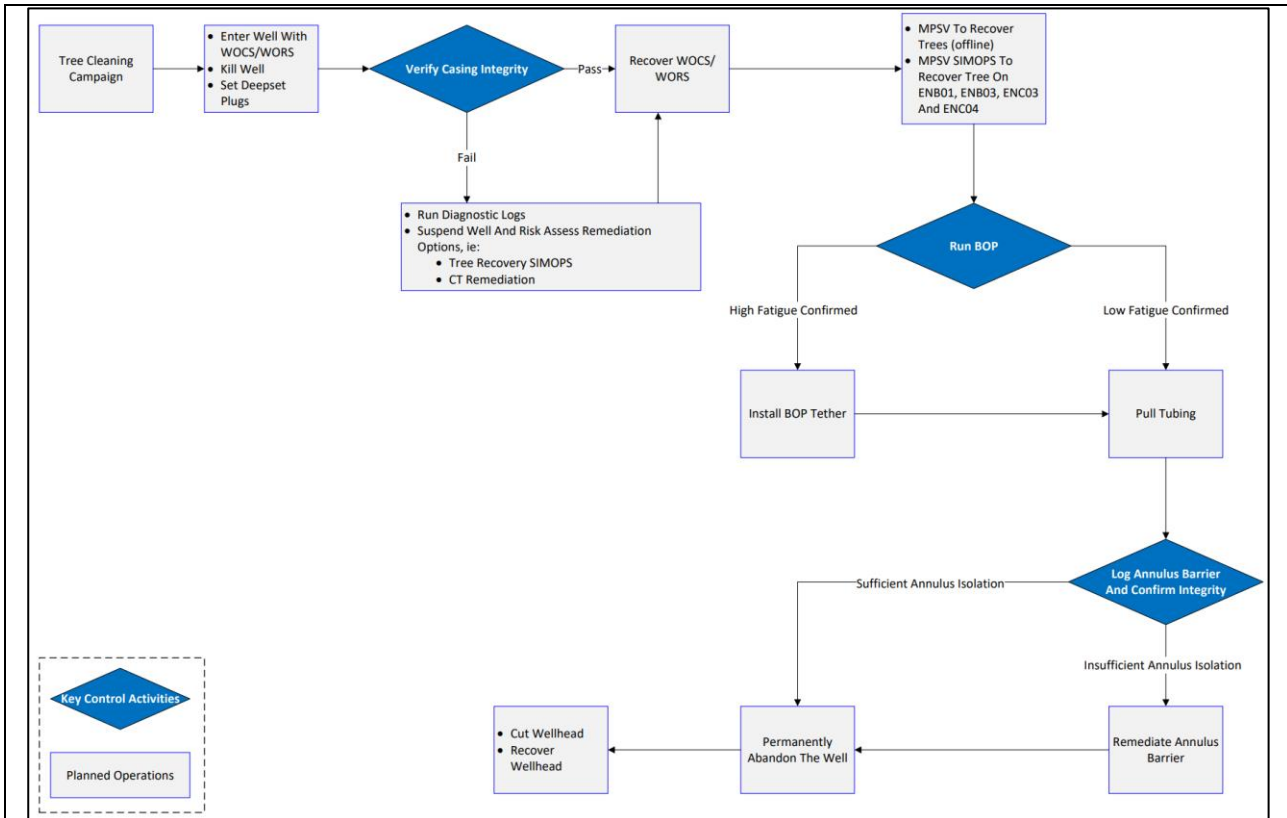 Tree Cleaning
Campaign
• Enter Well With
WOCS/WORS
• Kill Well
• Set Deepset
Plugs
Verify Casing Integrity
Pass
Recover WOCS/
WORS
• MPSV To Recover
Trees (offline)
• MPSV SIMOPS To
Recover Tree On
ENB01, ENB03, ENC03
And ENC04
Fail
• Run Diagnostic Logs
• Suspend Well And Risk Assess Remediation
Options, ie:
• Tree Recovery SIMOPS
• CT Remediation
Run BOP
High Fatigue Confirmed
Low Fatigue Confirmed
Install BOP Tether
Pull Tubing
Log Annulus Barrier
And Confirm Integrity
Sufficient Annulus Isolation
Insufficient Annulus Isolation
Key Control Activities
Planned Operations
• Cut Wellhead
• Recover
Wellhead
Permanently
Abandon The Well
Remediate Annulus
Barrier